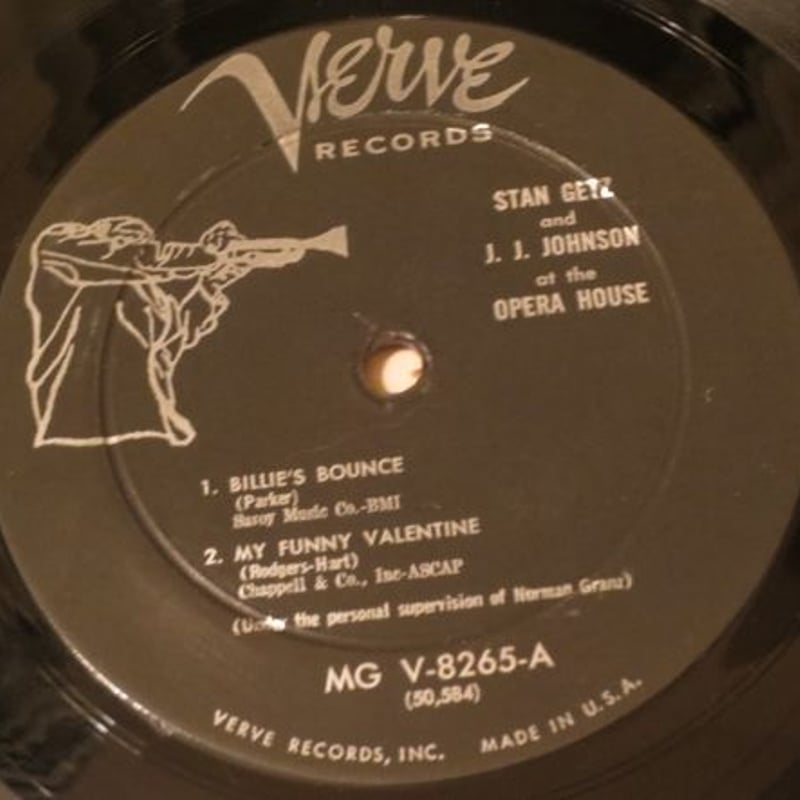 Verve
RECORDS
STAN GETZ
and
J. J. JOHNSON
at the
OPERA HOUSE
1. BILLIE'S BOUNCE
(Parker)
Savoy Music Co.-BMI
2. MY FUNNY VALENTINE
(Rodgers-Hart)
Chappell & Co., Inc-ASCAP
(Under the personal supervision of Norman Granz)
MG V-8265-A
(50,584)
VERVE RECORDS, INC. MADE IN U.S.A.